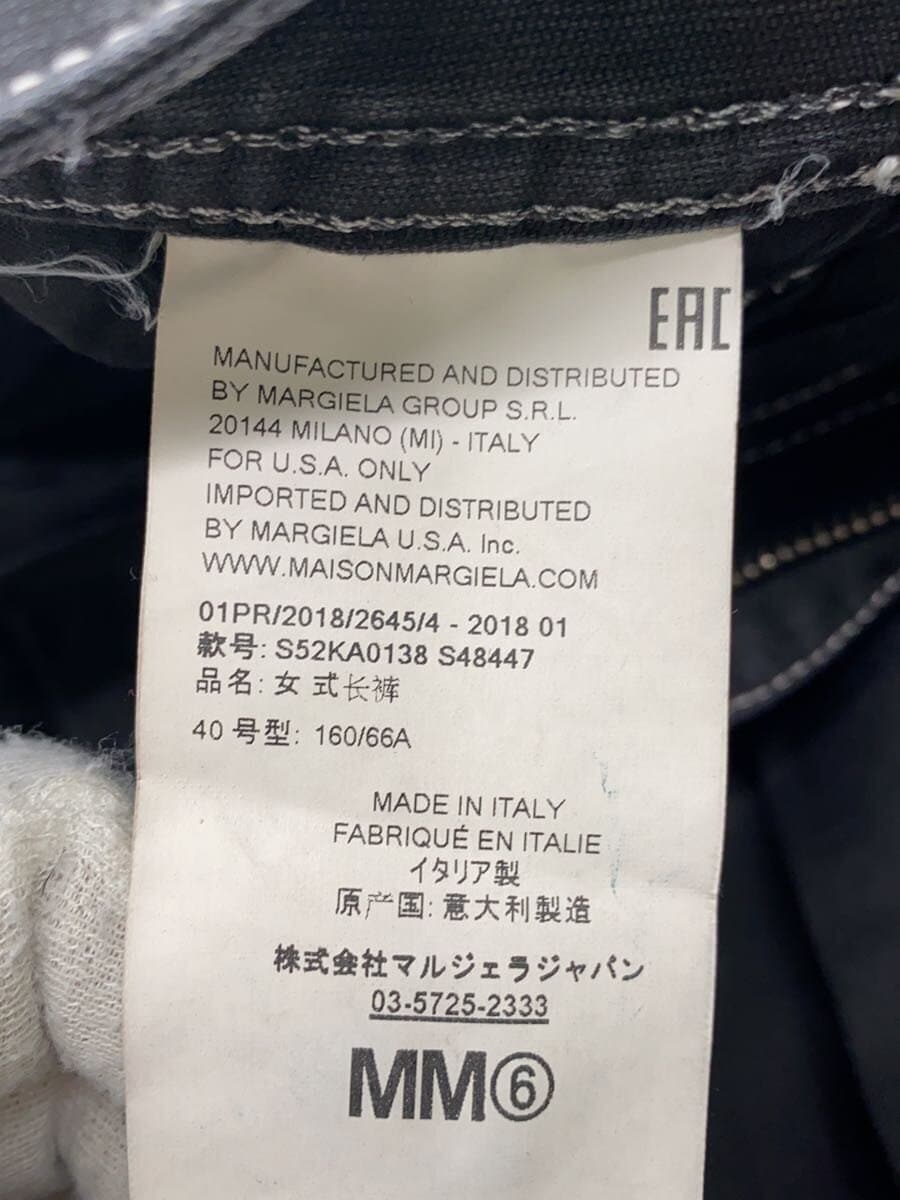 EAC
MANUFACTURED AND DISTRIBUTED
BY MARGIELA GROUP S.R.L.
20144 MILANO (MI) - ITALY
FOR U.S.A. ONLY
IMPORTED AND DISTRIBUTED
BY MARGIELA U.S.A. Inc.
WWW.MAISONMARGIELA.COM
01PR/2018/2645/4 - 2018 01
款号: S52KA0138 S48447
品名: 女 式长裤
40 号型: 160/66A
MADE IN ITALY
FABRIQUÉ EN ITALIE
イタリア製
原产国: 意大利製造
株式会社マルジェラジャパン
03-5725-2333
MM⑥